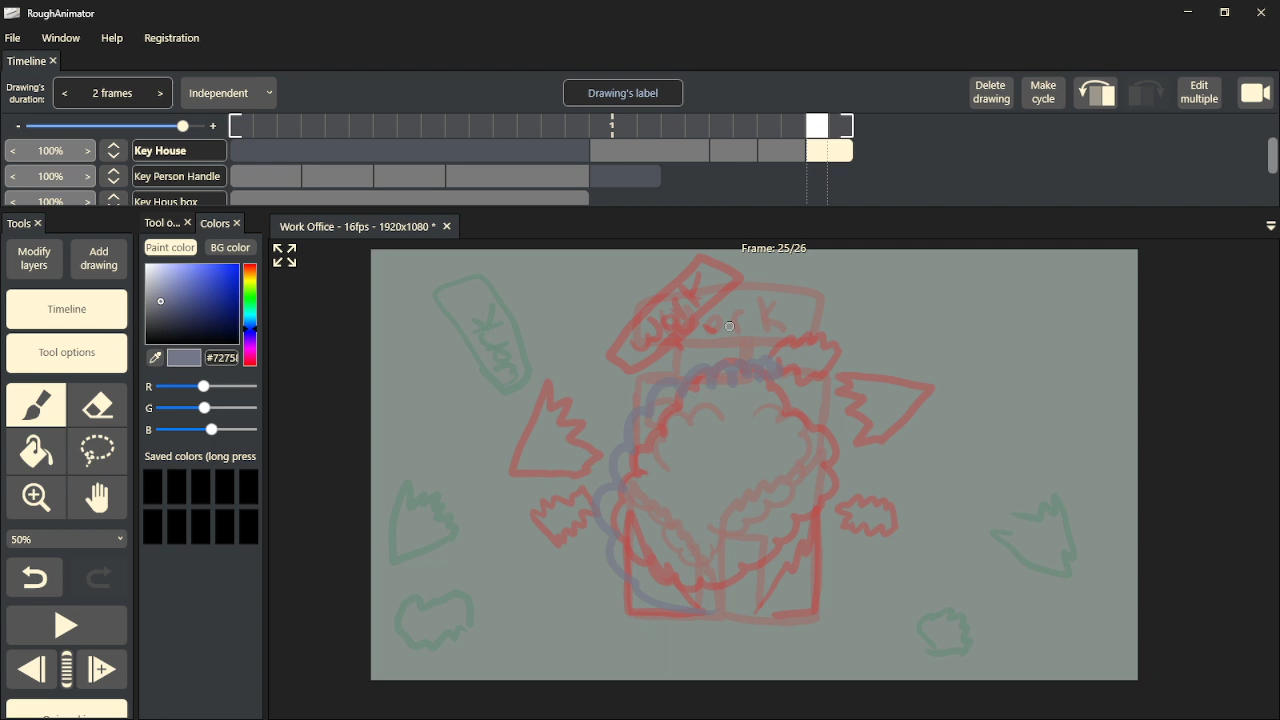 RoughAnimator
File Window Help Registration
Timeline
Drawing's duration: < 2 frames > Independent Drawing's label Delete drawing Make cycle Edit multiple
- + 1
< 100% > Key House
< 100% > Key Person Handle
< 100% > Key Hous box
Tools Tool o... Colors Work Office - 16fps - 1920x1080 *
Modify layers Add drawing Paint color BG color Frame: 25/26
Timeline
Tool options #7275
R
G
B
Saved colors (long press
50%
Work